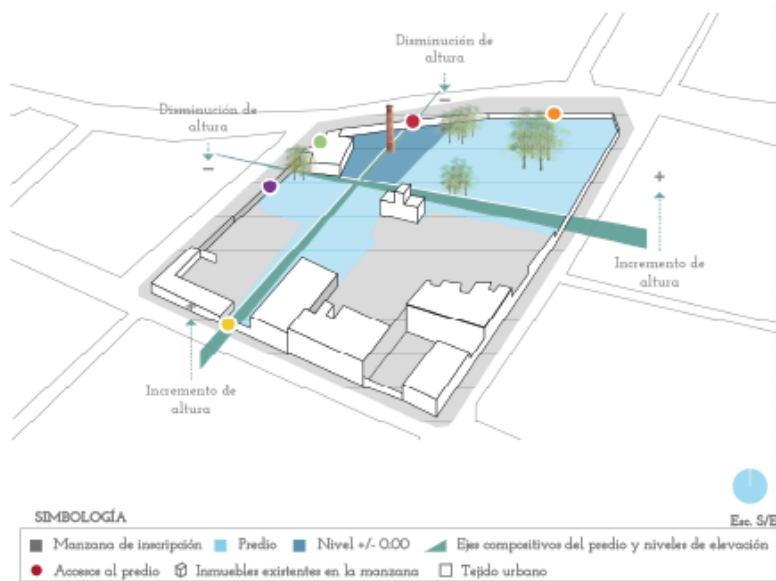 Disminución de
altura
−
Disminución de
altura
−
+
Incremento de
altura
+
Incremento de
altura
Esc. S/E
SIMBOLOGÍA
Manzana de inscripción Predio Nivel +/- 0.00 Ejes compositivos del predio y niveles de elevación
Accesos al predio Inmuebles existentes en la manzana Tejido urbano